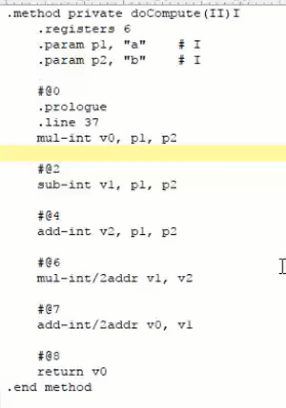 .method private doCompute(II)I
.registers 6
.param p1, "a" # I
.param p2, "b" # I
#@0
.prologue
.line 37
mul-int v0, p1, p2
#@2
sub-int v1, p1, p2
#@4
add-int v2, p1, p2
#@6
mul-int/2addr v1, v2
#@7
add-int/2addr v0, v1
#@8
return v0
.end method